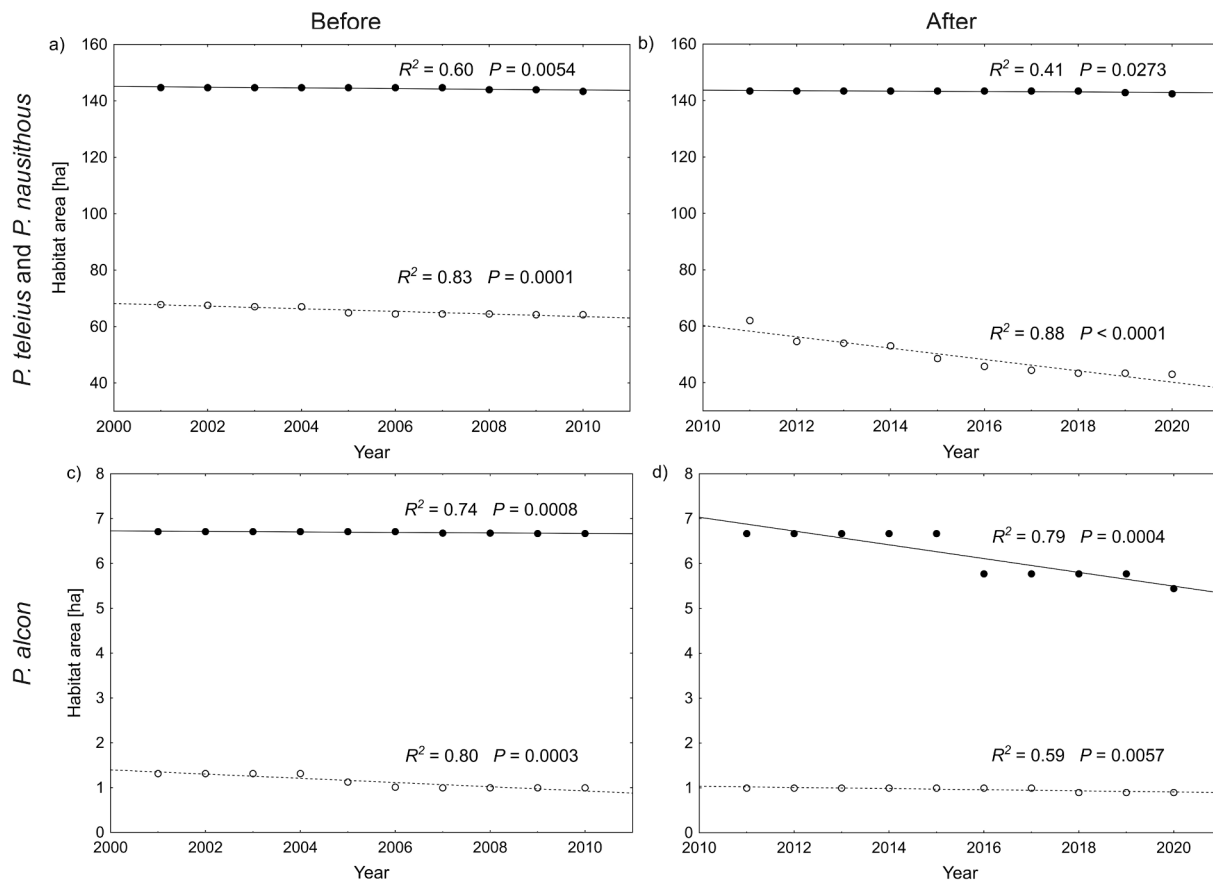 Before
After
P. teleius and P. nausithous
a)
160
140
120
100
80
60
40
Habitat area [ha]
R² = 0.60 P = 0.0054
R² = 0.83 P = 0.0001
2000 2002 2004 2006 2008 2010
Year
b)
160
140
120
100
80
60
40
R² = 0.41 P = 0.0273
R² = 0.88 P < 0.0001
2010 2012 2014 2016 2018 2020
Year
P. alcon
c)
8
7
6
5
4
3
2
1
0
Habitat area [ha]
R² = 0.74 P = 0.0008
R² = 0.80 P = 0.0003
2000 2002 2004 2006 2008 2010
Year
d)
8
7
6
5
4
3
2
1
0
R² = 0.79 P = 0.0004
R² = 0.59 P = 0.0057
2010 2012 2014 2016 2018 2020
Year